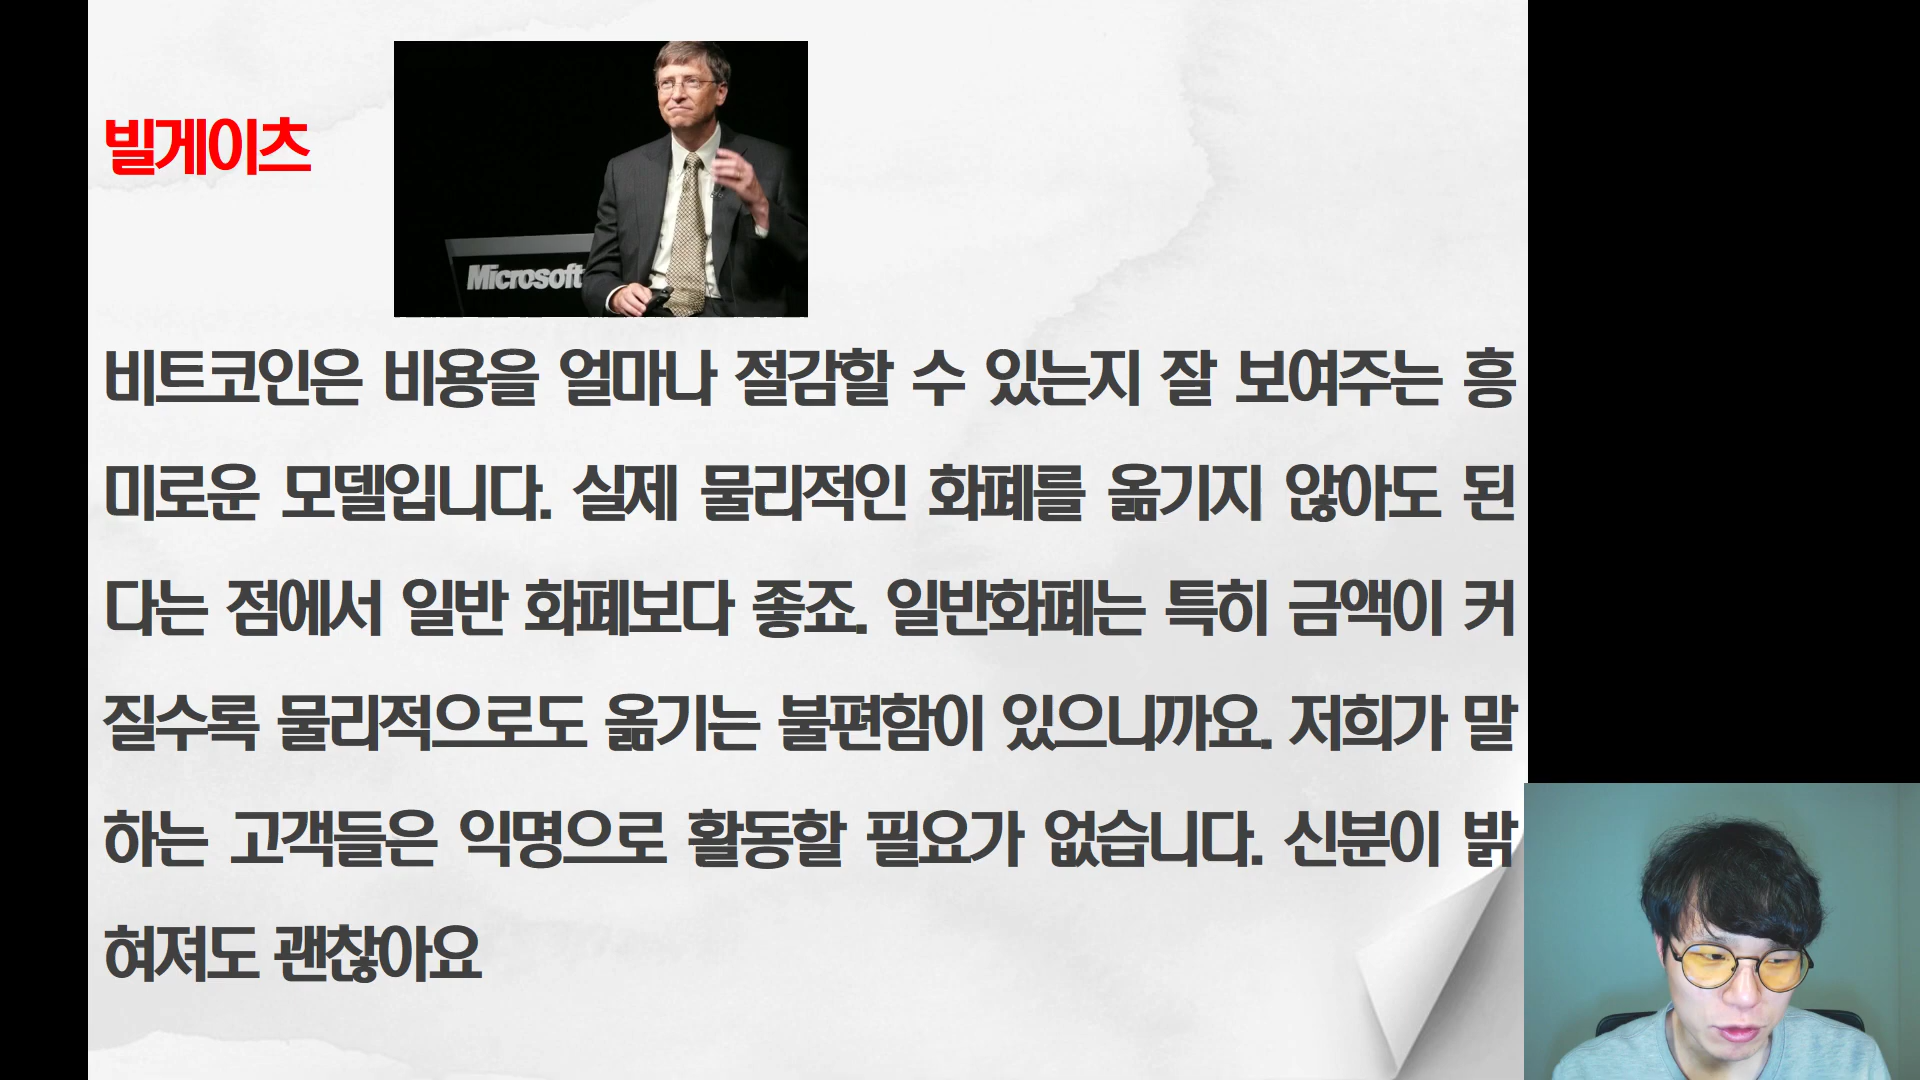 빌게이츠
Microsoft
비트코인은 비용을 얼마나 절감할 수 있는지 잘 보여주는 흥
미로운 모델입니다. 실제 물리적인 화폐를 옮기지 않아도 된
다는 점에서 일반 화폐보다 좋죠. 일반화폐는 특히 금액이 커
질수록 물리적으로도 옮기는 불편함이 있으니까요. 저희가 말
하는 고객들은 익명으로 활동할 필요가 없습니다. 신분이 밝
혀져도 괜찮아요